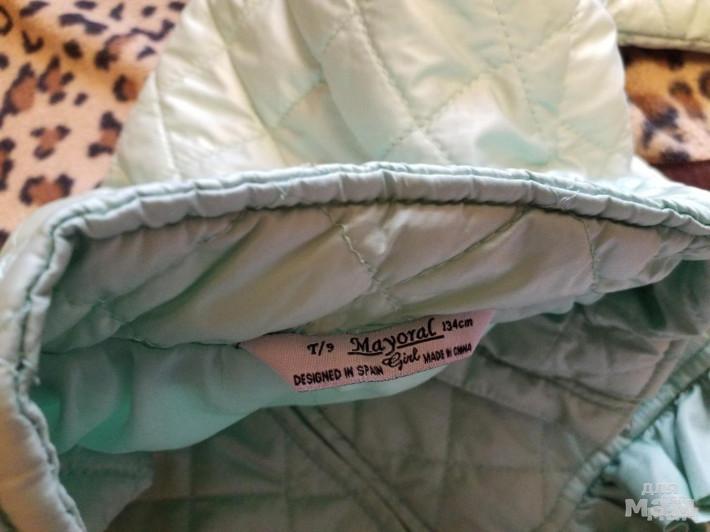 T/9 Mayoral 134cm
Girl
DESIGNED IN SPAIN MADE IN CHINA
для
Мам